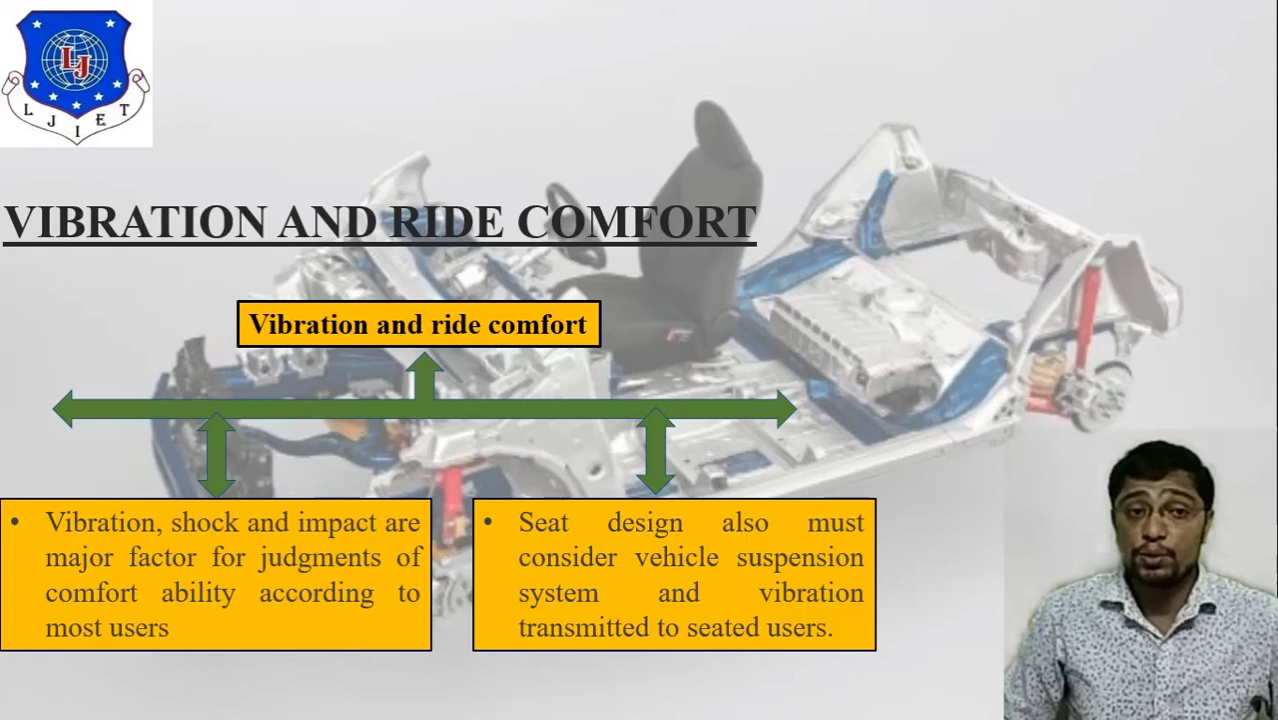 LJ
L J I E T
VIBRATION AND RIDE COMFORT
Vibration and ride comfort
• Vibration, shock and impact are
major factor for judgments of
comfort ability according to
most users
• Seat design also must
consider vehicle suspension
system and vibration
transmitted to seated users.